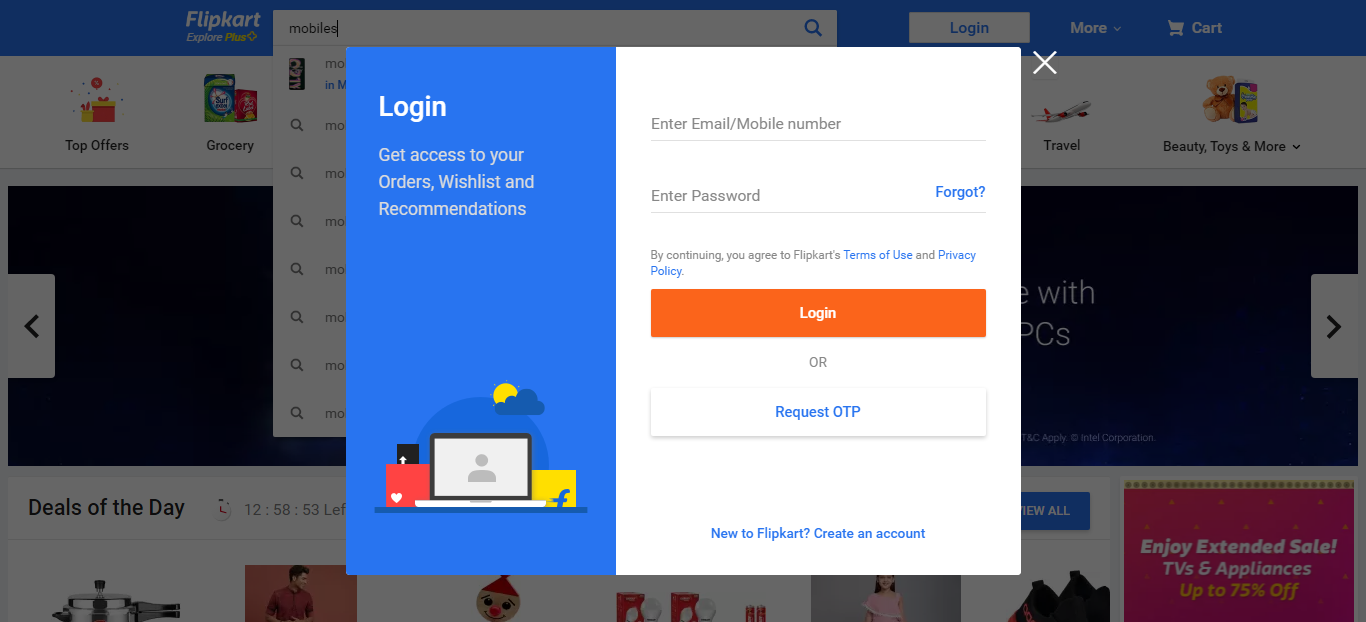 Flipkart
Explore Plus
mobiles
Login
More
Cart
mo
in M
mo
mo
mo
mo
mo
mo
mo
Top Offers
Grocery
Travel
Beauty, Toys & More
Login
Get access to your
Orders, Wishlist and
Recommendations
Enter Email/Mobile number
Enter Password
Forgot?
By continuing, you agree to Flipkart's Terms of Use and Privacy
Policy.
Login
OR
Request OTP
New to Flipkart? Create an account
e with
PCs
T&C Apply. © Intel Corporation.
Deals of the Day
12 : 58 : 53 Lef
VIEW ALL
Enjoy Extended Sale!
TVs & Appliances
Up to 75% Off